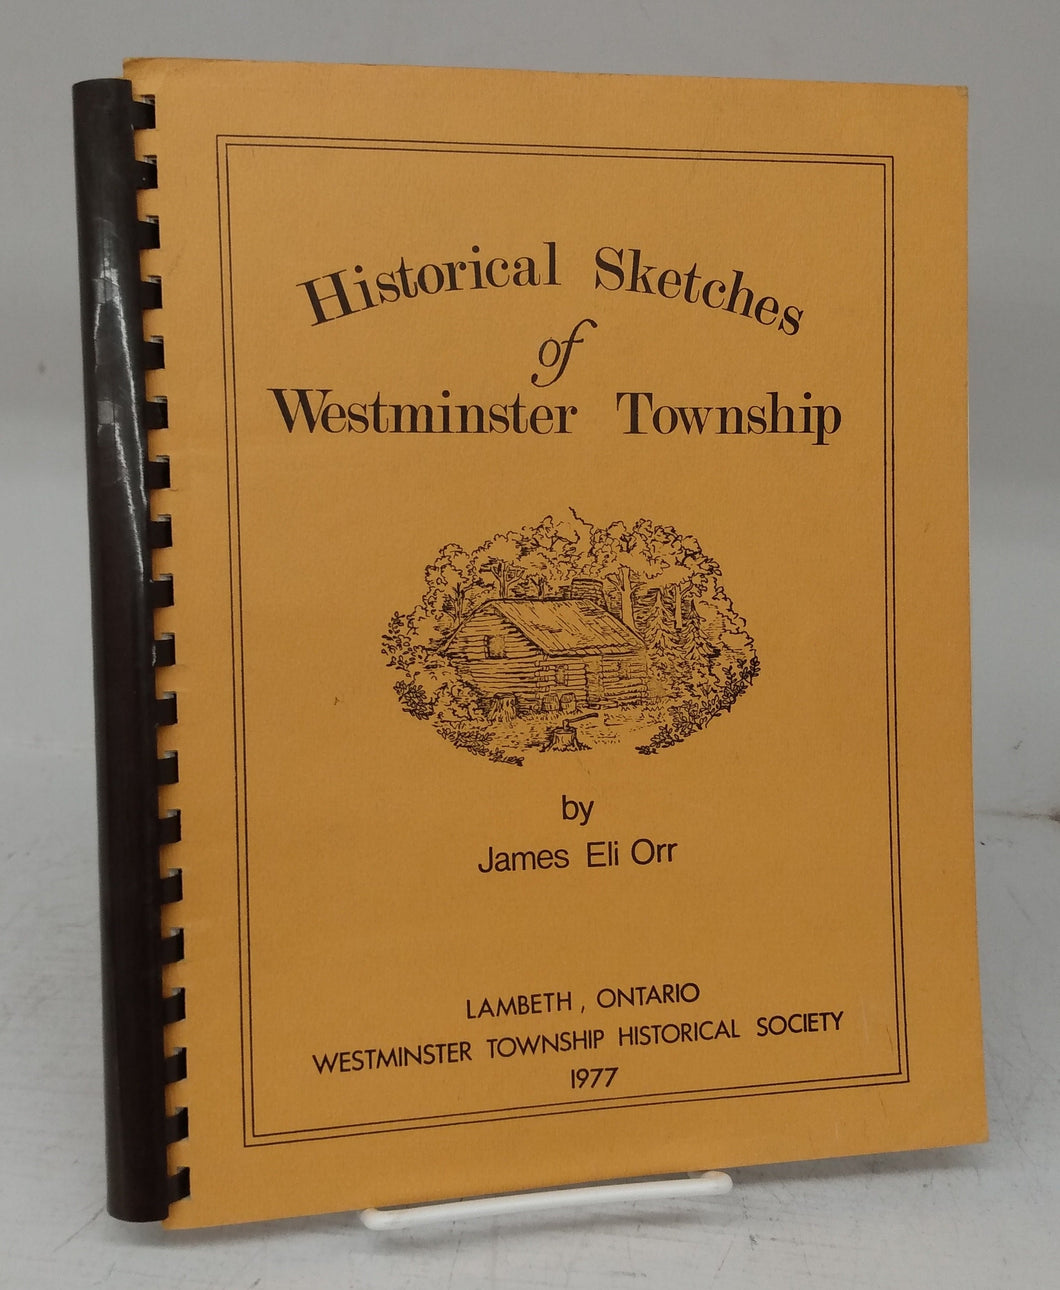 Historical Sketches
of
Westminster Township
by
James Eli Orr
LAMBETH, ONTARIO
WESTMINSTER TOWNSHIP HISTORICAL SOCIETY
1977